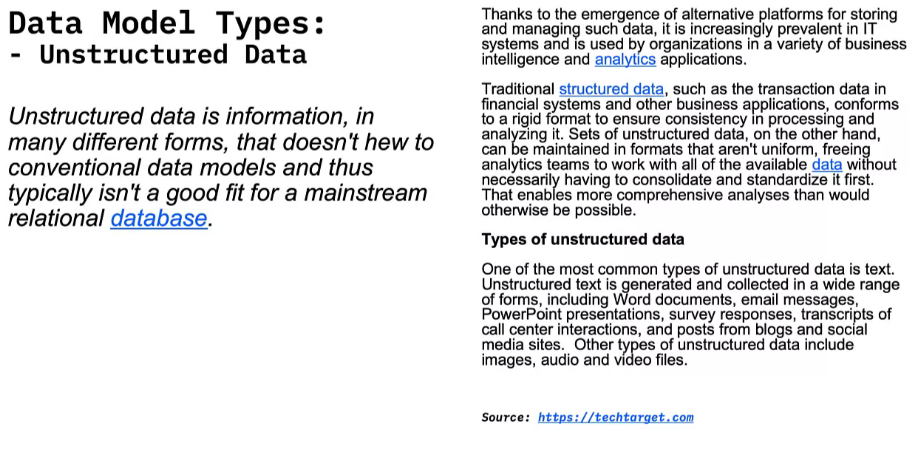 Data Model Types:
- Unstructured Data
Unstructured data is information, in
many different forms, that doesn't hew to
conventional data models and thus
typically isn't a good fit for a mainstream
relational database.
Thanks to the emergence of alternative platforms for storing
and managing such data, it is increasingly prevalent in IT
systems and is used by organizations in a variety of business
intelligence and analytics applications.
Traditional structured data, such as the transaction data in
financial systems and other business applications, conforms
to a rigid format to ensure consistency in processing and
analyzing it. Sets of unstructured data, on the other hand,
can be maintained in formats that aren't uniform, freeing
analytics teams to work with all of the available data without
necessarily having to consolidate and standardize it first.
That enables more comprehensive analyses than would
otherwise be possible.
Types of unstructured data
One of the most common types of unstructured data is text.
Unstructured text is generated and collected in a wide range
of forms, including Word documents, email messages,
PowerPoint presentations, survey responses, transcripts of
call center interactions, and posts from blogs and social
media sites.  Other types of unstructured data include
images, audio and video files.
Source: https://techtarget.com